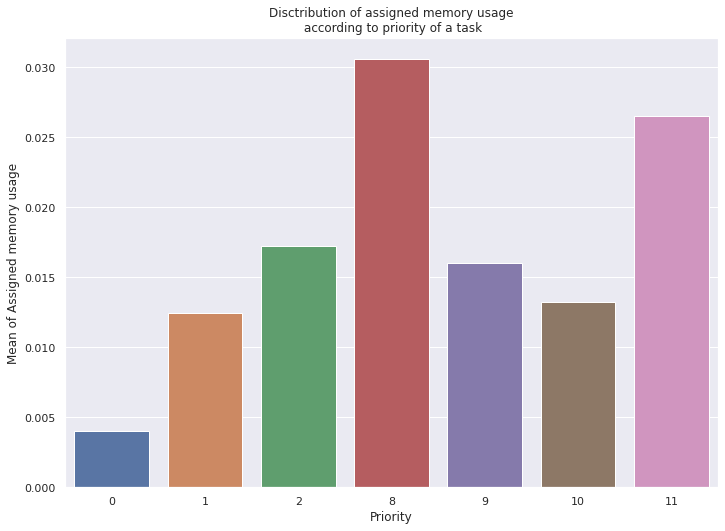 Disctribution of assigned memory usage
according to priority of a task
Mean of Assigned memory usage
0.030
0.025
0.020
0.015
0.010
0.005
0.000
0 1 2 8 9 10 11
Priority